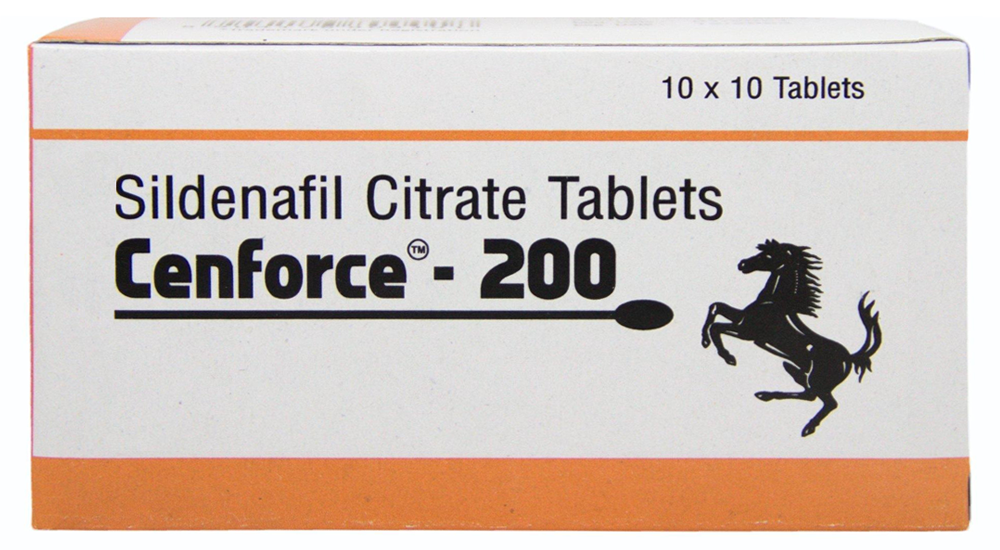 10 x 10 Tablets
Sildenafil Citrate Tablets
Cenforce™ - 200